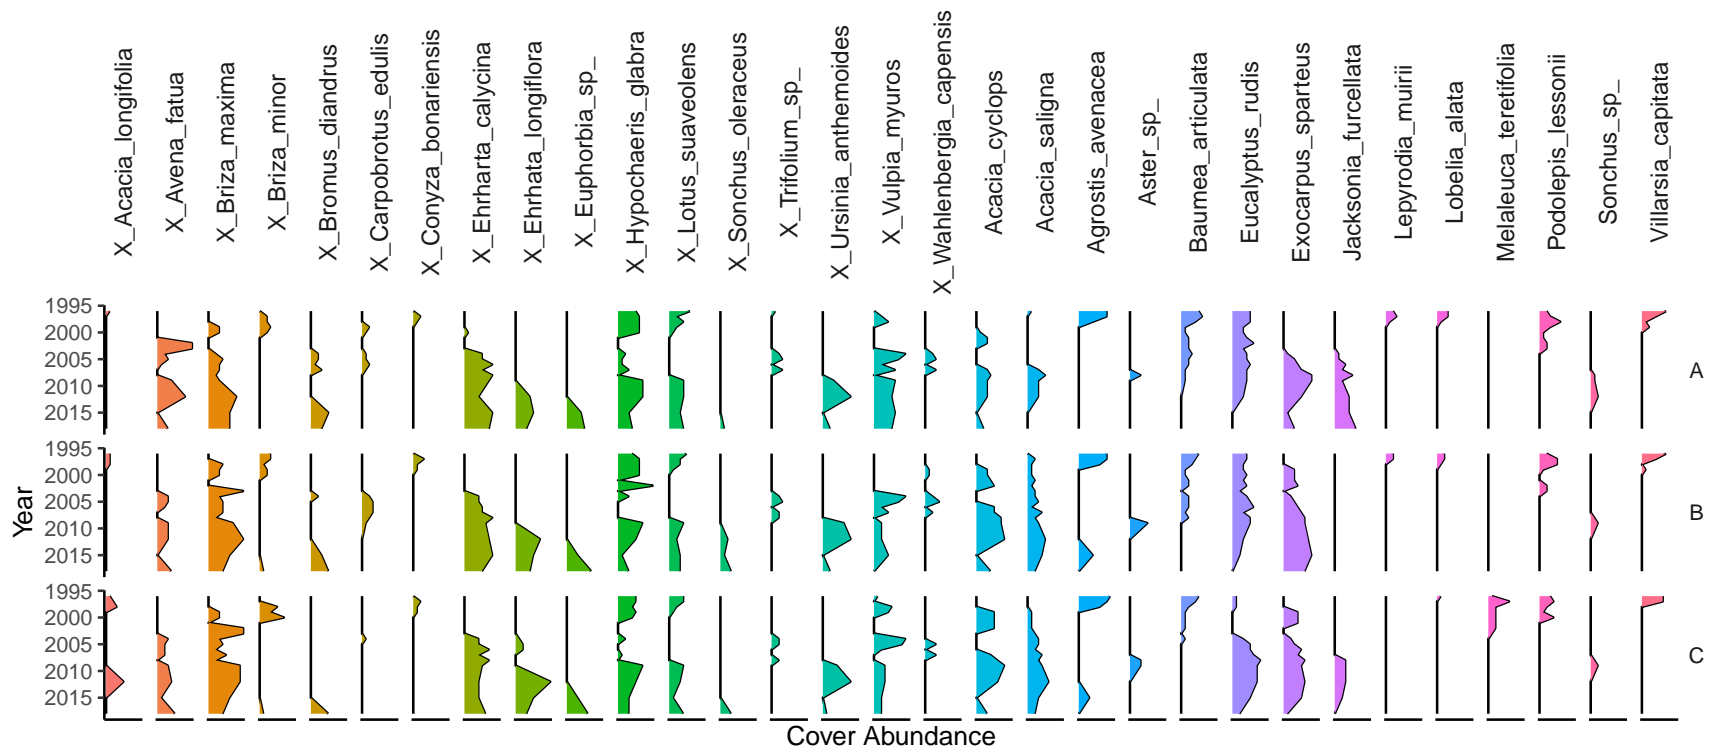 X_Acacia_longifolia
X_Avena_fatua
X_Briza_maxima
X_Briza_minor
X_Bromus_diandrus
X_Carpobrotus_edulis
X_Conyza_bonariensis
X_Ehrharta_calycina
X_Ehrhata_longiflora
X_Euphorbia_sp_
X_Hypochaeris_glabra
X_Lotus_suaveolens
X_Sonchus_oleraceus
X_Trifolium_sp_
X_Ursinia_anthemoides
X_Vulpia_myuros
X_Wahlenbergia_capensis
Acacia_cyclops
Acacia_saligna
Agrostis_avenacea
Aster_sp_
Baumea_articulata
Eucalyptus_rudis
Exocarpus_sparteus
Jacksonia_furcellata
Lepyrodia_muirii
Lobelia_alata
Melaleuca_teretifolia
Podolepis_lessonii
Sonchus_sp_
Villarsia_capitata
1995
2000
2005
2010
2015
A
1995
2000
2005
2010
2015
B
1995
2000
2005
2010
2015
C
Year
Cover Abundance